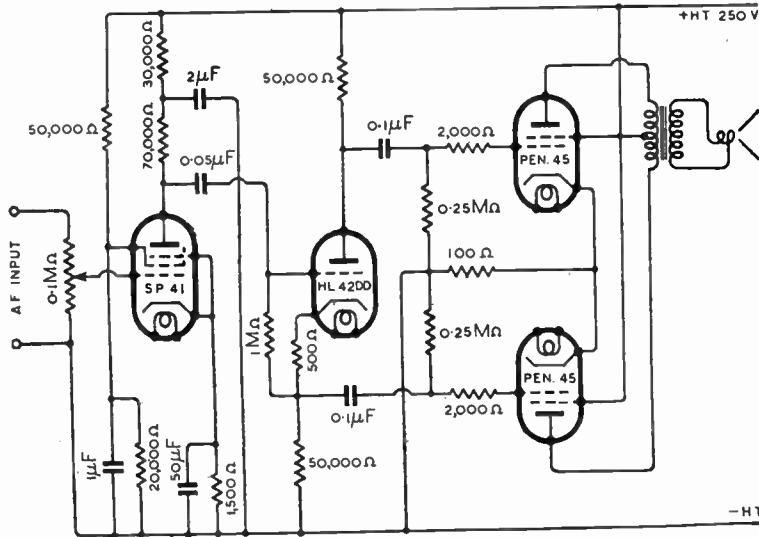 +HT 250 V
30,000Ω
2µF
50,000Ω
50,000Ω
70,000Ω
0·1µF
2,000Ω
0·05µF
PEN. 45
0·25MΩ
AF INPUT
0·1MΩ
SP 41
HL 42DD
100Ω
1MΩ
500Ω
0·25MΩ
PEN. 45
0·1µF
2,000Ω
1µF
20,000Ω
50µF
1,500Ω
50,000Ω
−HT